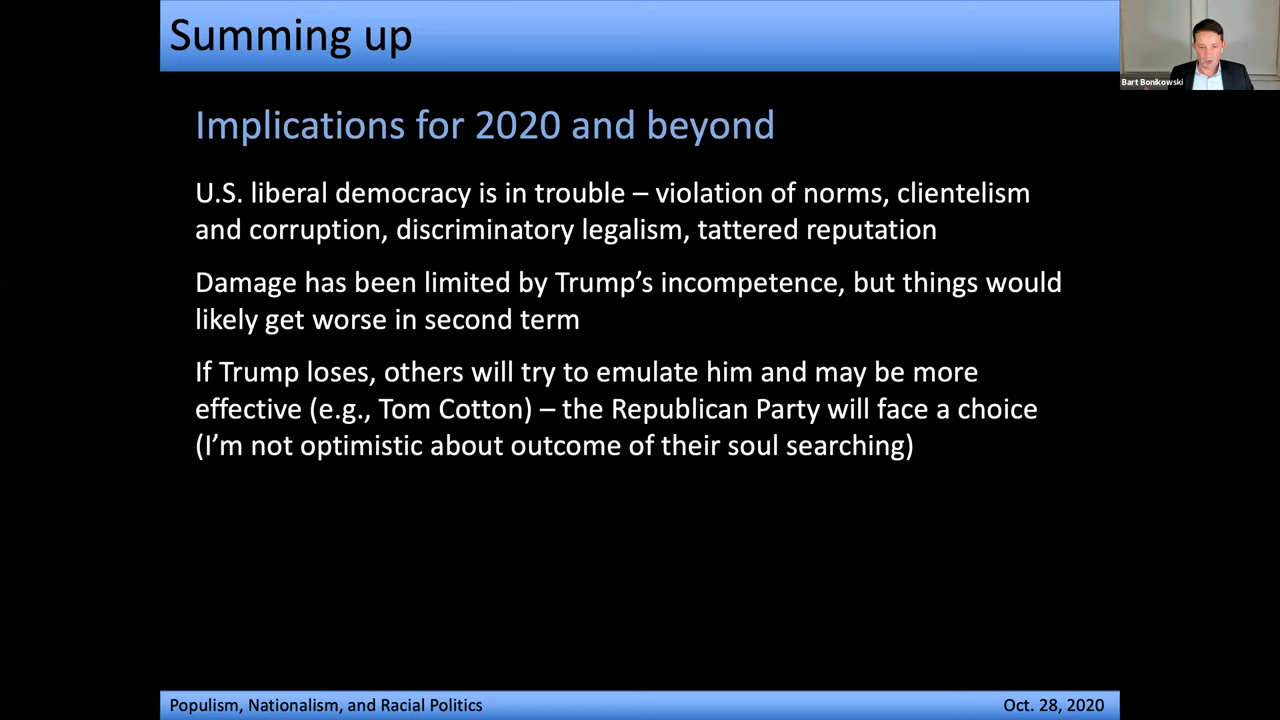 Summing up
Bart Bonikowski
Implications for 2020 and beyond
U.S. liberal democracy is in trouble – violation of norms, clientelism
and corruption, discriminatory legalism, tattered reputation
Damage has been limited by Trump’s incompetence, but things would
likely get worse in second term
If Trump loses, others will try to emulate him and may be more
effective (e.g., Tom Cotton) – the Republican Party will face a choice
(I’m not optimistic about outcome of their soul searching)
Populism, Nationalism, and Racial Politics
Oct. 28, 2020